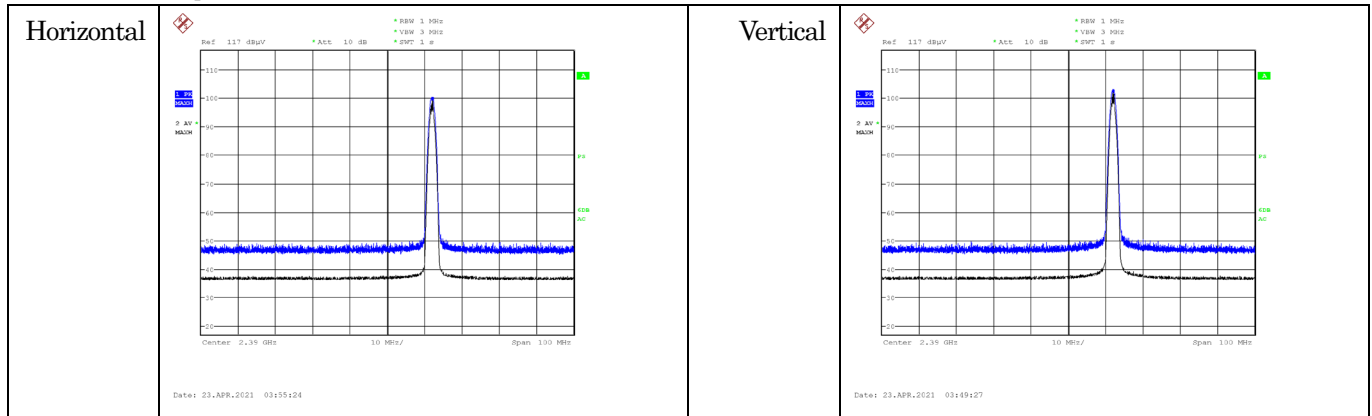 Horizontal
* RBW 1 MHz
* VBW 3 MHz
Ref 117 dBµV * Att 10 dB * SWT 1 s
110
A
1 PK
MAXH
100
2 AV *
MAXH
90
80
PS
70
60
6DB
AC
50
40
30
20
Center 2.39 GHz 10 MHz/ Span 100 MHz
Date: 23.APR.2021 03:55:24
Vertical
* RBW 1 MHz
* VBW 3 MHz
Ref 117 dBµV * Att 10 dB * SWT 1 s
110
A
1 PK
MAXH
100
2 AV *
MAXH
90
80
PS
70
60
6DB
AC
50
40
30
20
Center 2.39 GHz 10 MHz/ Span 100 MHz
Date: 23.APR.2021 03:49:27